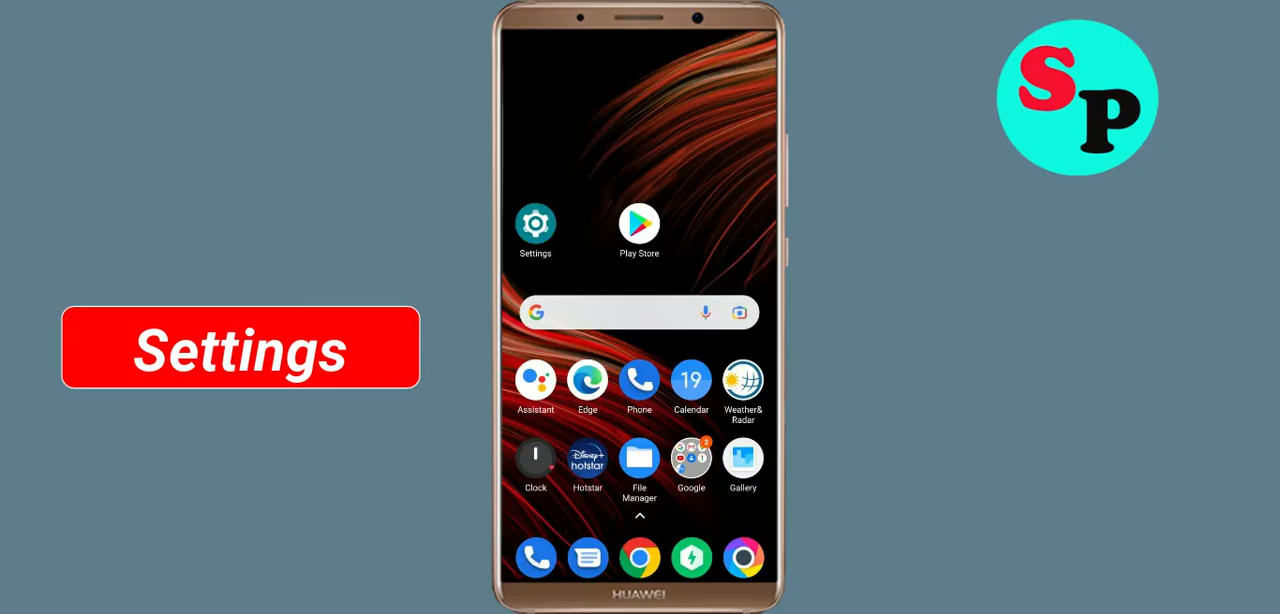 SP
Settings
Settings
Play Store
Assistant
Edge
Phone
19
Calendar
Weather&
Radar
Disney+
hotstar
3
Clock
Hotstar
File
Manager
Google
Gallery
HUAWEI